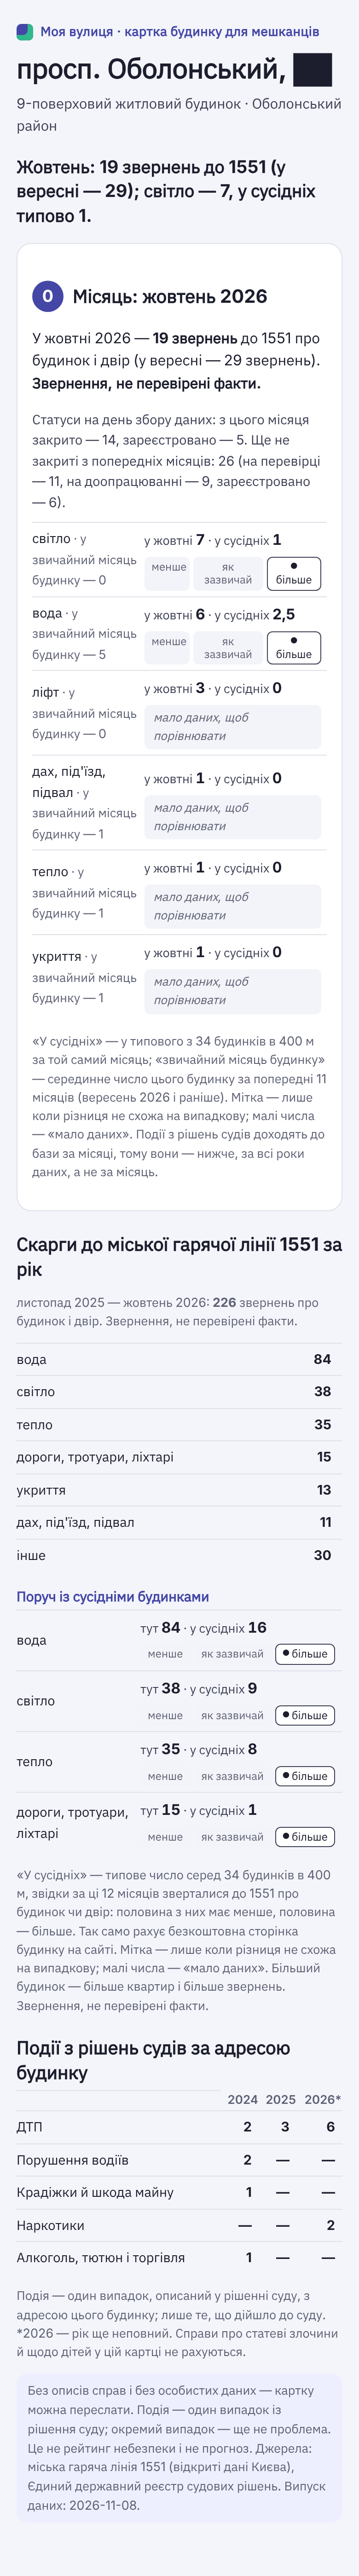 Моя вулиця · картка будинку для мешканців
просп. Оболонський,
9-поверховий житловий будинок · Оболонський
район
Жовтень: 19 звернень до 1551 (у
вересні — 29); світло — 7, у сусідніх
типово 1.
0 Місяць: жовтень 2026
У жовтні 2026 — 19 звернень до 1551 про
будинок і двір (у вересні — 29 звернень).
Звернення, не перевірені факти.
Статуси на день збору даних: з цього місяця
закрито — 14, зареєстровано — 5. Ще не
закриті з попередніх місяців: 26 (на перевірці
— 11, на доопрацюванні — 9, зареєстровано
— 6).
світло · у
звичайний місяць
будинку — 0
у жовтні 7 · у сусідніх 1
менше
як
зазвичай
більше
вода · у
звичайний місяць
будинку — 5
у жовтні 6 · у сусідніх 2,5
менше
як
зазвичай
більше
ліфт · у
звичайний місяць
будинку — 0
у жовтні 3 · у сусідніх 0
мало даних, щоб
порівнювати
дах, під'їзд,
підвал · у
звичайний місяць
будинку — 1
у жовтні 1 · у сусідніх 0
мало даних, щоб
порівнювати
тепло · у
звичайний місяць
будинку — 1
у жовтні 1 · у сусідніх 0
мало даних, щоб
порівнювати
укриття · у
звичайний місяць
будинку — 1
у жовтні 1 · у сусідніх 0
мало даних, щоб
порівнювати
«У сусідніх» — у типового з 34 будинків в 400 м
за той самий місяць; «звичайний місяць будинку»
— серединне число цього будинку за попередні 11
місяців (вересень 2026 і раніше). Мітка — лише
коли різниця не схожа на випадкову; малі числа
— «мало даних». Події з рішень судів доходять до
бази за місяці, тому вони — нижче, за всі роки
даних, а не за місяць.
Скарги до міської гарячої лінії 1551 за
рік
листопад 2025 — жовтень 2026: 226 звернень про
будинок і двір. Звернення, не перевірені факти.
вода 84
світло 38
тепло 35
дороги, тротуари, ліхтарі 15
укриття 13
дах, під'їзд, підвал 11
інше 30
Поруч із сусідніми будинками
вода
тут 84 · у сусідніх 16
менше як зазвичай більше
світло
тут 38 · у сусідніх 9
менше як зазвичай більше
тепло
тут 35 · у сусідніх 8
менше як зазвичай більше
дороги, тротуари,
ліхтарі
тут 15 · у сусідніх 1
менше як зазвичай більше
«У сусідніх» — типове число серед 34 будинків в 400
м, звідки за ці 12 місяців зверталися до 1551 про
будинок чи двір: половина з них має менше, половина
— більше. Так само рахує безкоштовна сторінка
будинку на сайті. Мітка — лише коли різниця не схожа
на випадкову; малі числа — «мало даних». Більший
будинок — більше квартир і більше звернень.
Звернення, не перевірені факти.
Події з рішень судів за адресою
будинку
2024 2025 2026*
ДТП 2 3 6
Порушення водіїв 2 — —
Крадіжки й шкода майну 1 — —
Наркотики — — 2
Алкоголь, тютюн і торгівля 1 — —
Подія — один випадок, описаний у рішенні суду, з
адресою цього будинку; лише те, що дійшло до суду.
*2026 — рік ще неповний. Справи про статеві злочини
й щодо дітей у цій картці не рахуються.
Без описів справ і без особистих даних — картку
можна переслати. Подія — один випадок із
рішення суду; окремий випадок — ще не проблема.
Це не рейтинг небезпеки і не прогноз. Джерела:
міська гаряча лінія 1551 (відкриті дані Києва),
Єдиний державний реєстр судових рішень. Випуск
даних: 2026-11-08.